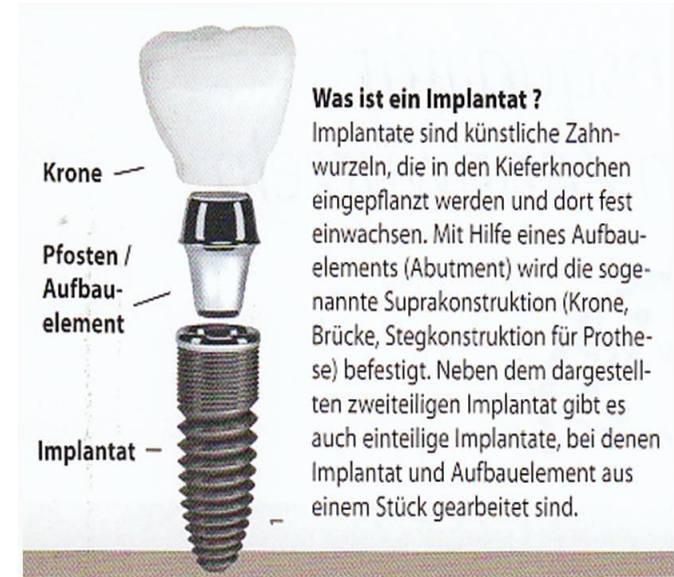 Krone
Pfosten /
Aufbau-
element
Implantat
Was ist ein Implantat ?
Implantate sind künstliche Zahn-
wurzeln, die in den Kieferknochen
eingepflanzt werden und dort fest
einwachsen. Mit Hilfe eines Aufbau-
elements (Abutment) wird die soge-
nannte Suprakonstruktion (Krone,
Brücke, Stegkonstruktion für Prothe-
se) befestigt. Neben dem dargestell-
ten zweiteiligen Implantat gibt es
auch einteilige Implantate, bei denen
Implantat und Aufbauelement aus
einem Stück gearbeitet sind.